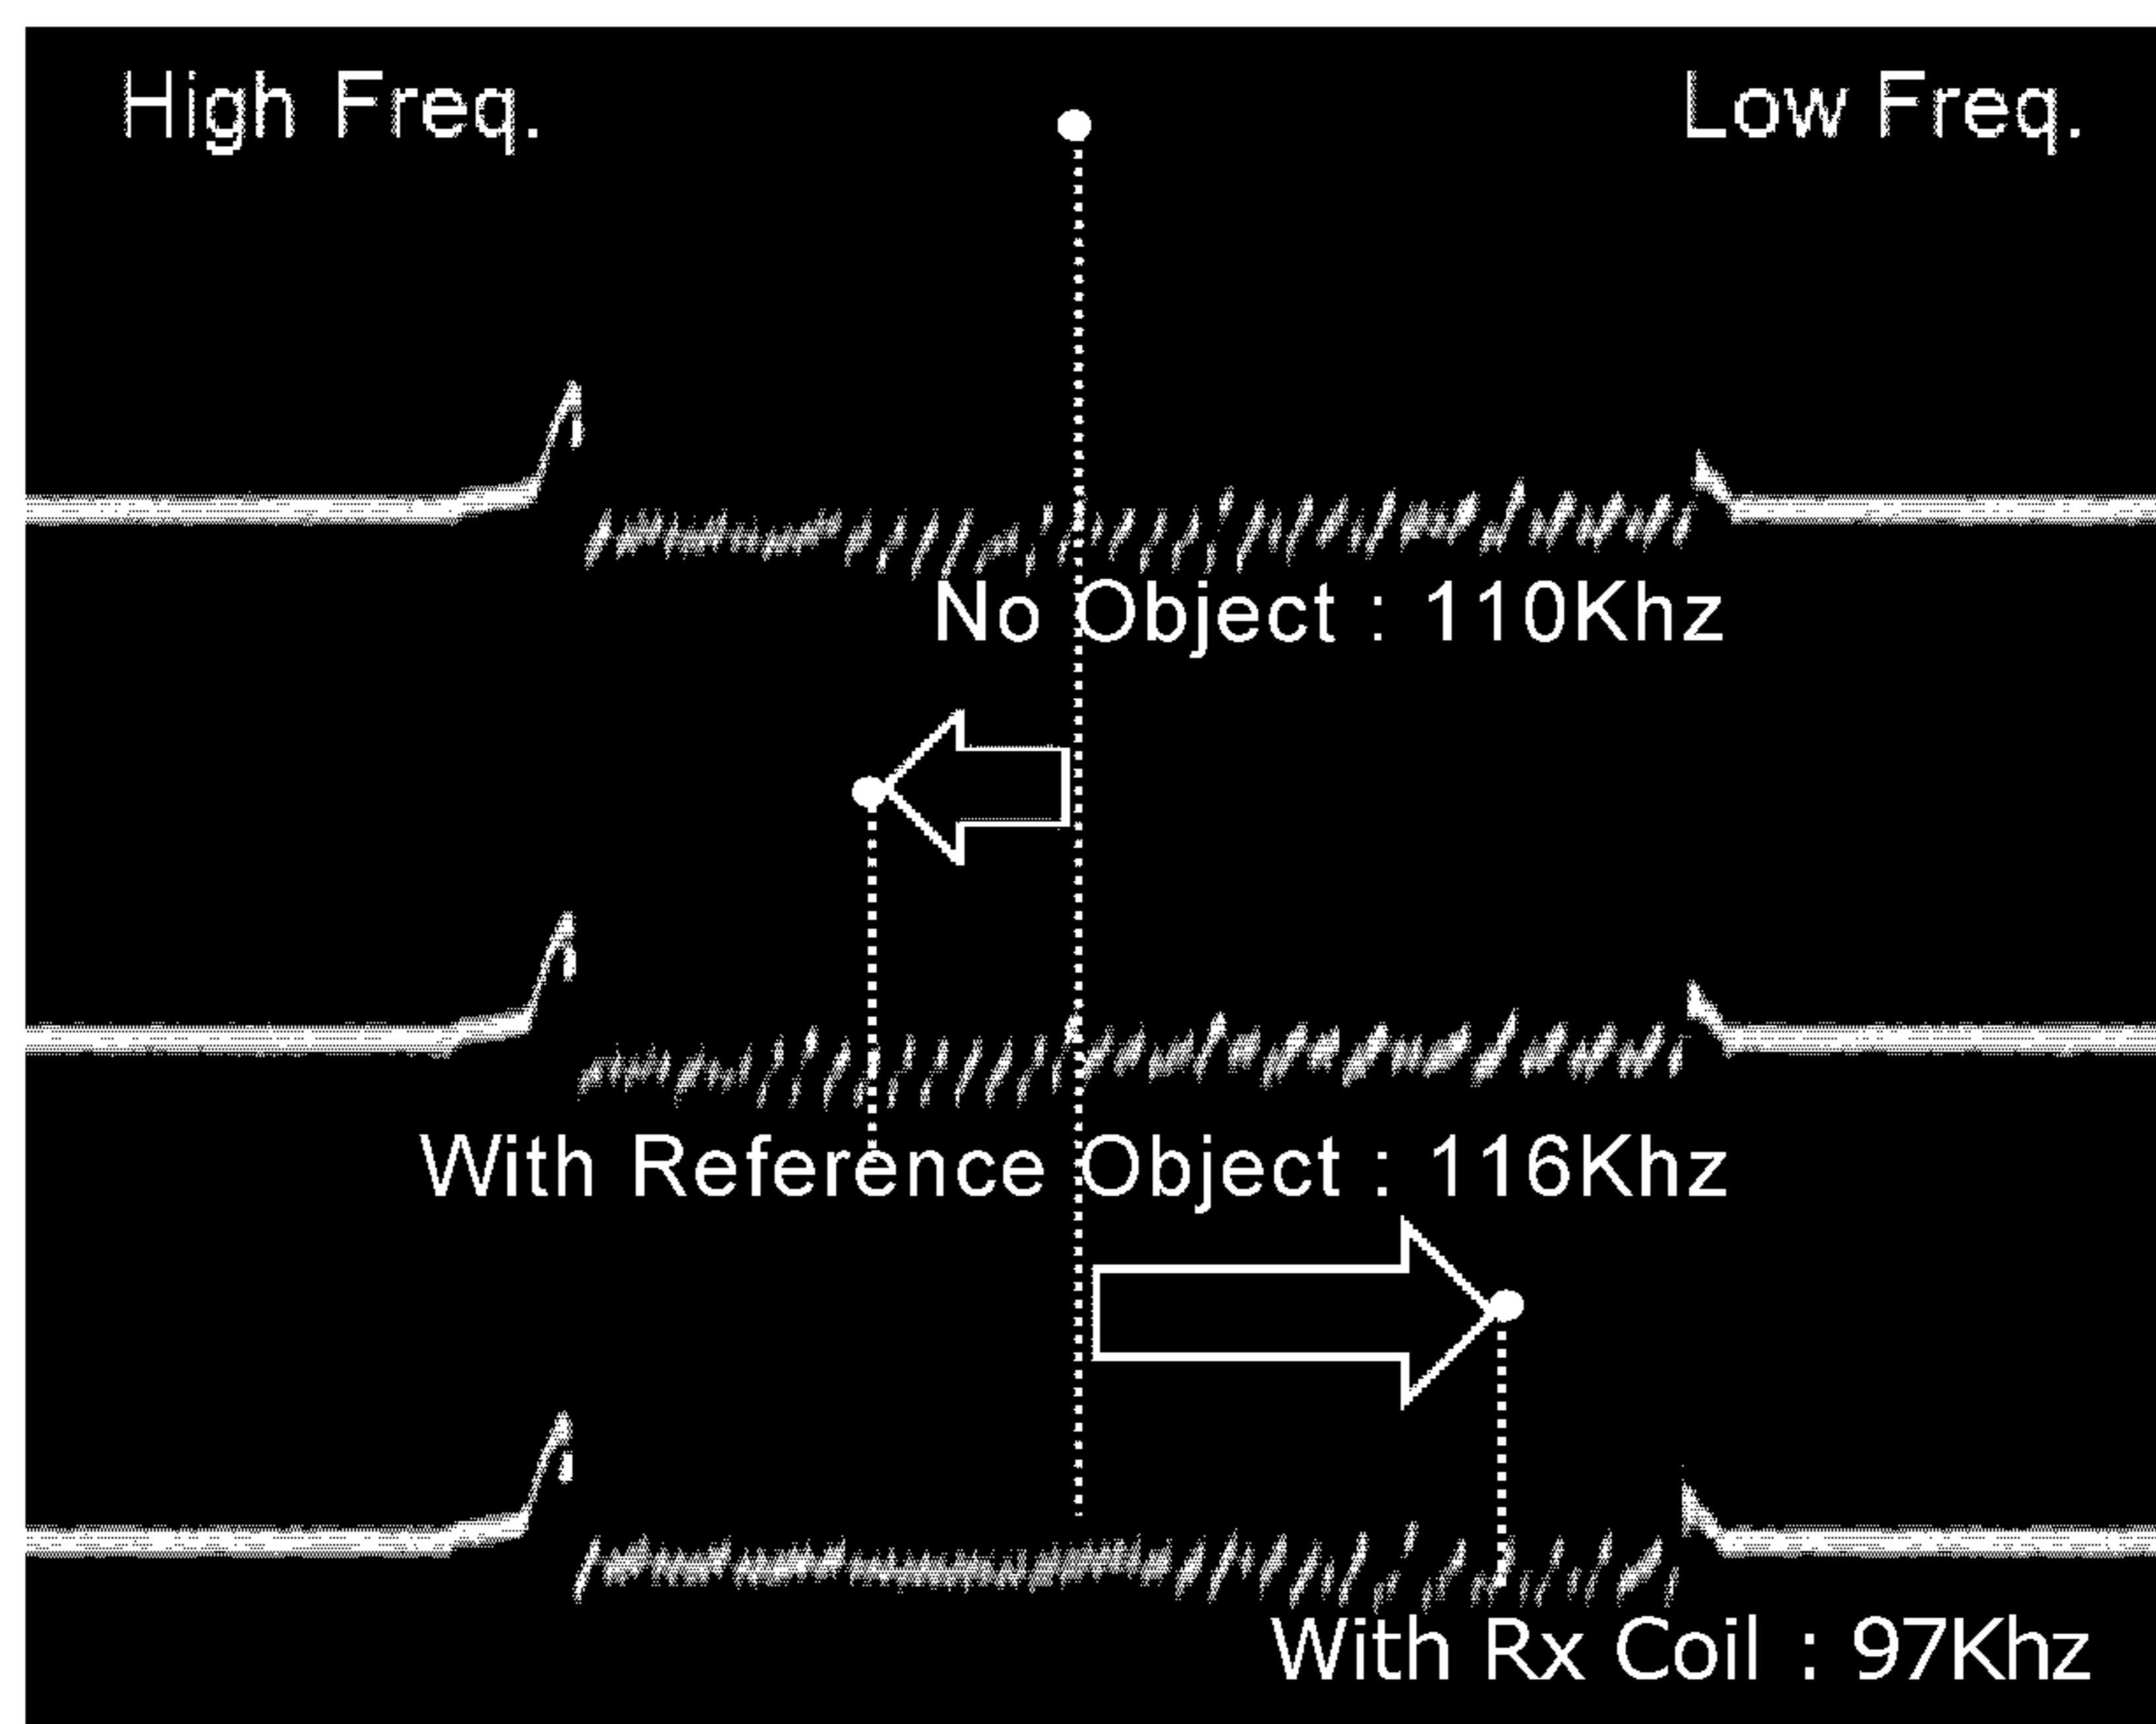 High Freq.
Low Freq.
No Object : 110Khz
With Reference Object : 116Khz
With Rx Coil : 97Khz